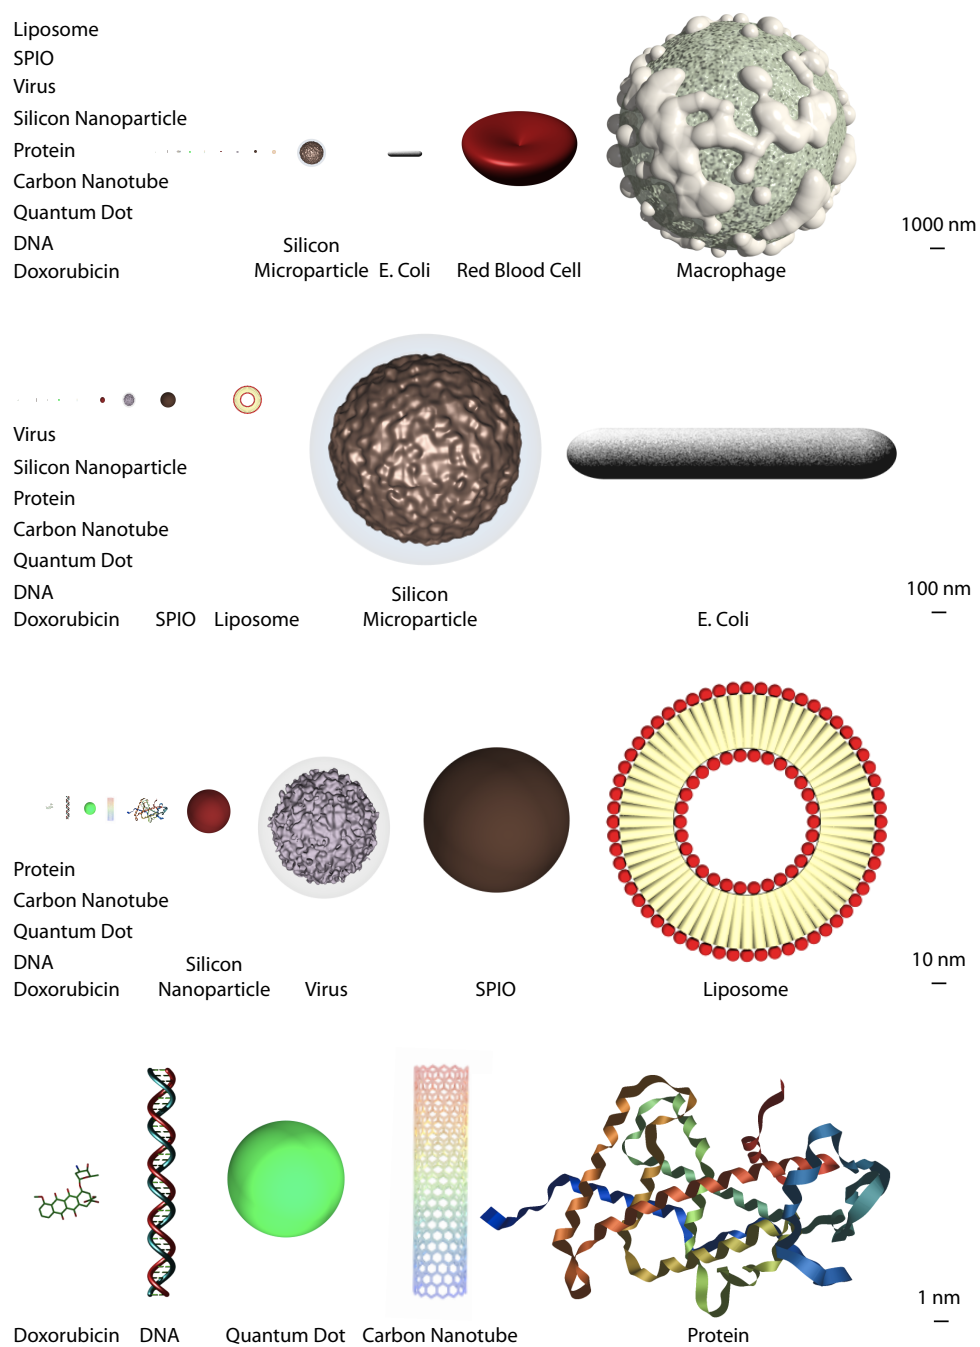 Liposome
SPIO
Virus
Silicon Nanoparticle
Protein
Carbon Nanotube
Quantum Dot
DNA
Doxorubicin
Silicon
Microparticle
E. Coli
Red Blood Cell
Macrophage
1000 nm
Virus
Silicon Nanoparticle
Protein
Carbon Nanotube
Quantum Dot
DNA
Doxorubicin
SPIO
Liposome
Silicon
Microparticle
E. Coli
100 nm
Protein
Carbon Nanotube
Quantum Dot
DNA
Doxorubicin
Silicon
Nanoparticle
Virus
SPIO
Liposome
10 nm
Doxorubicin
DNA
Quantum Dot
Carbon Nanotube
Protein
1 nm